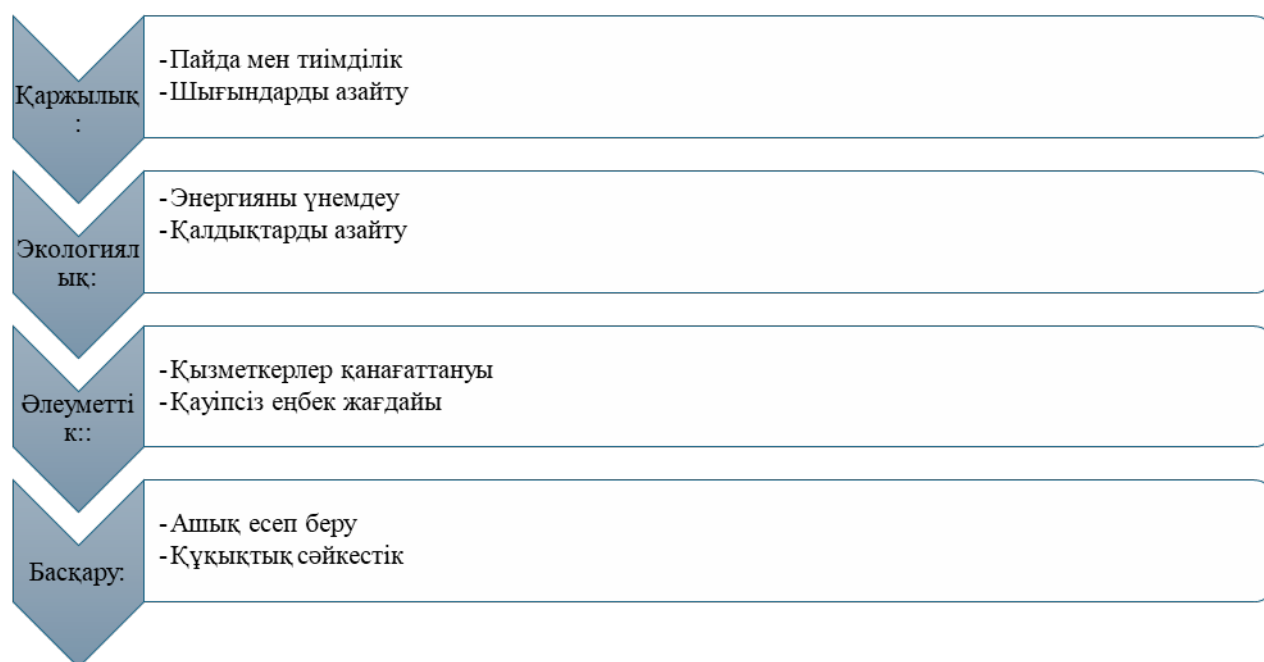 Қаржылық
:
-Пайда мен тиімділік
-Шығындарды азайту
Экологиял
ық:
-Энергияны үнемдеу
-Қалдықтарды азайту
Әлеуметті
к::
-Қызметкерлер қанағаттануы
-Қауіпсіз еңбек жағдайы
Басқару:
-Ашық есеп беру
-Құқықтық сәйкестік